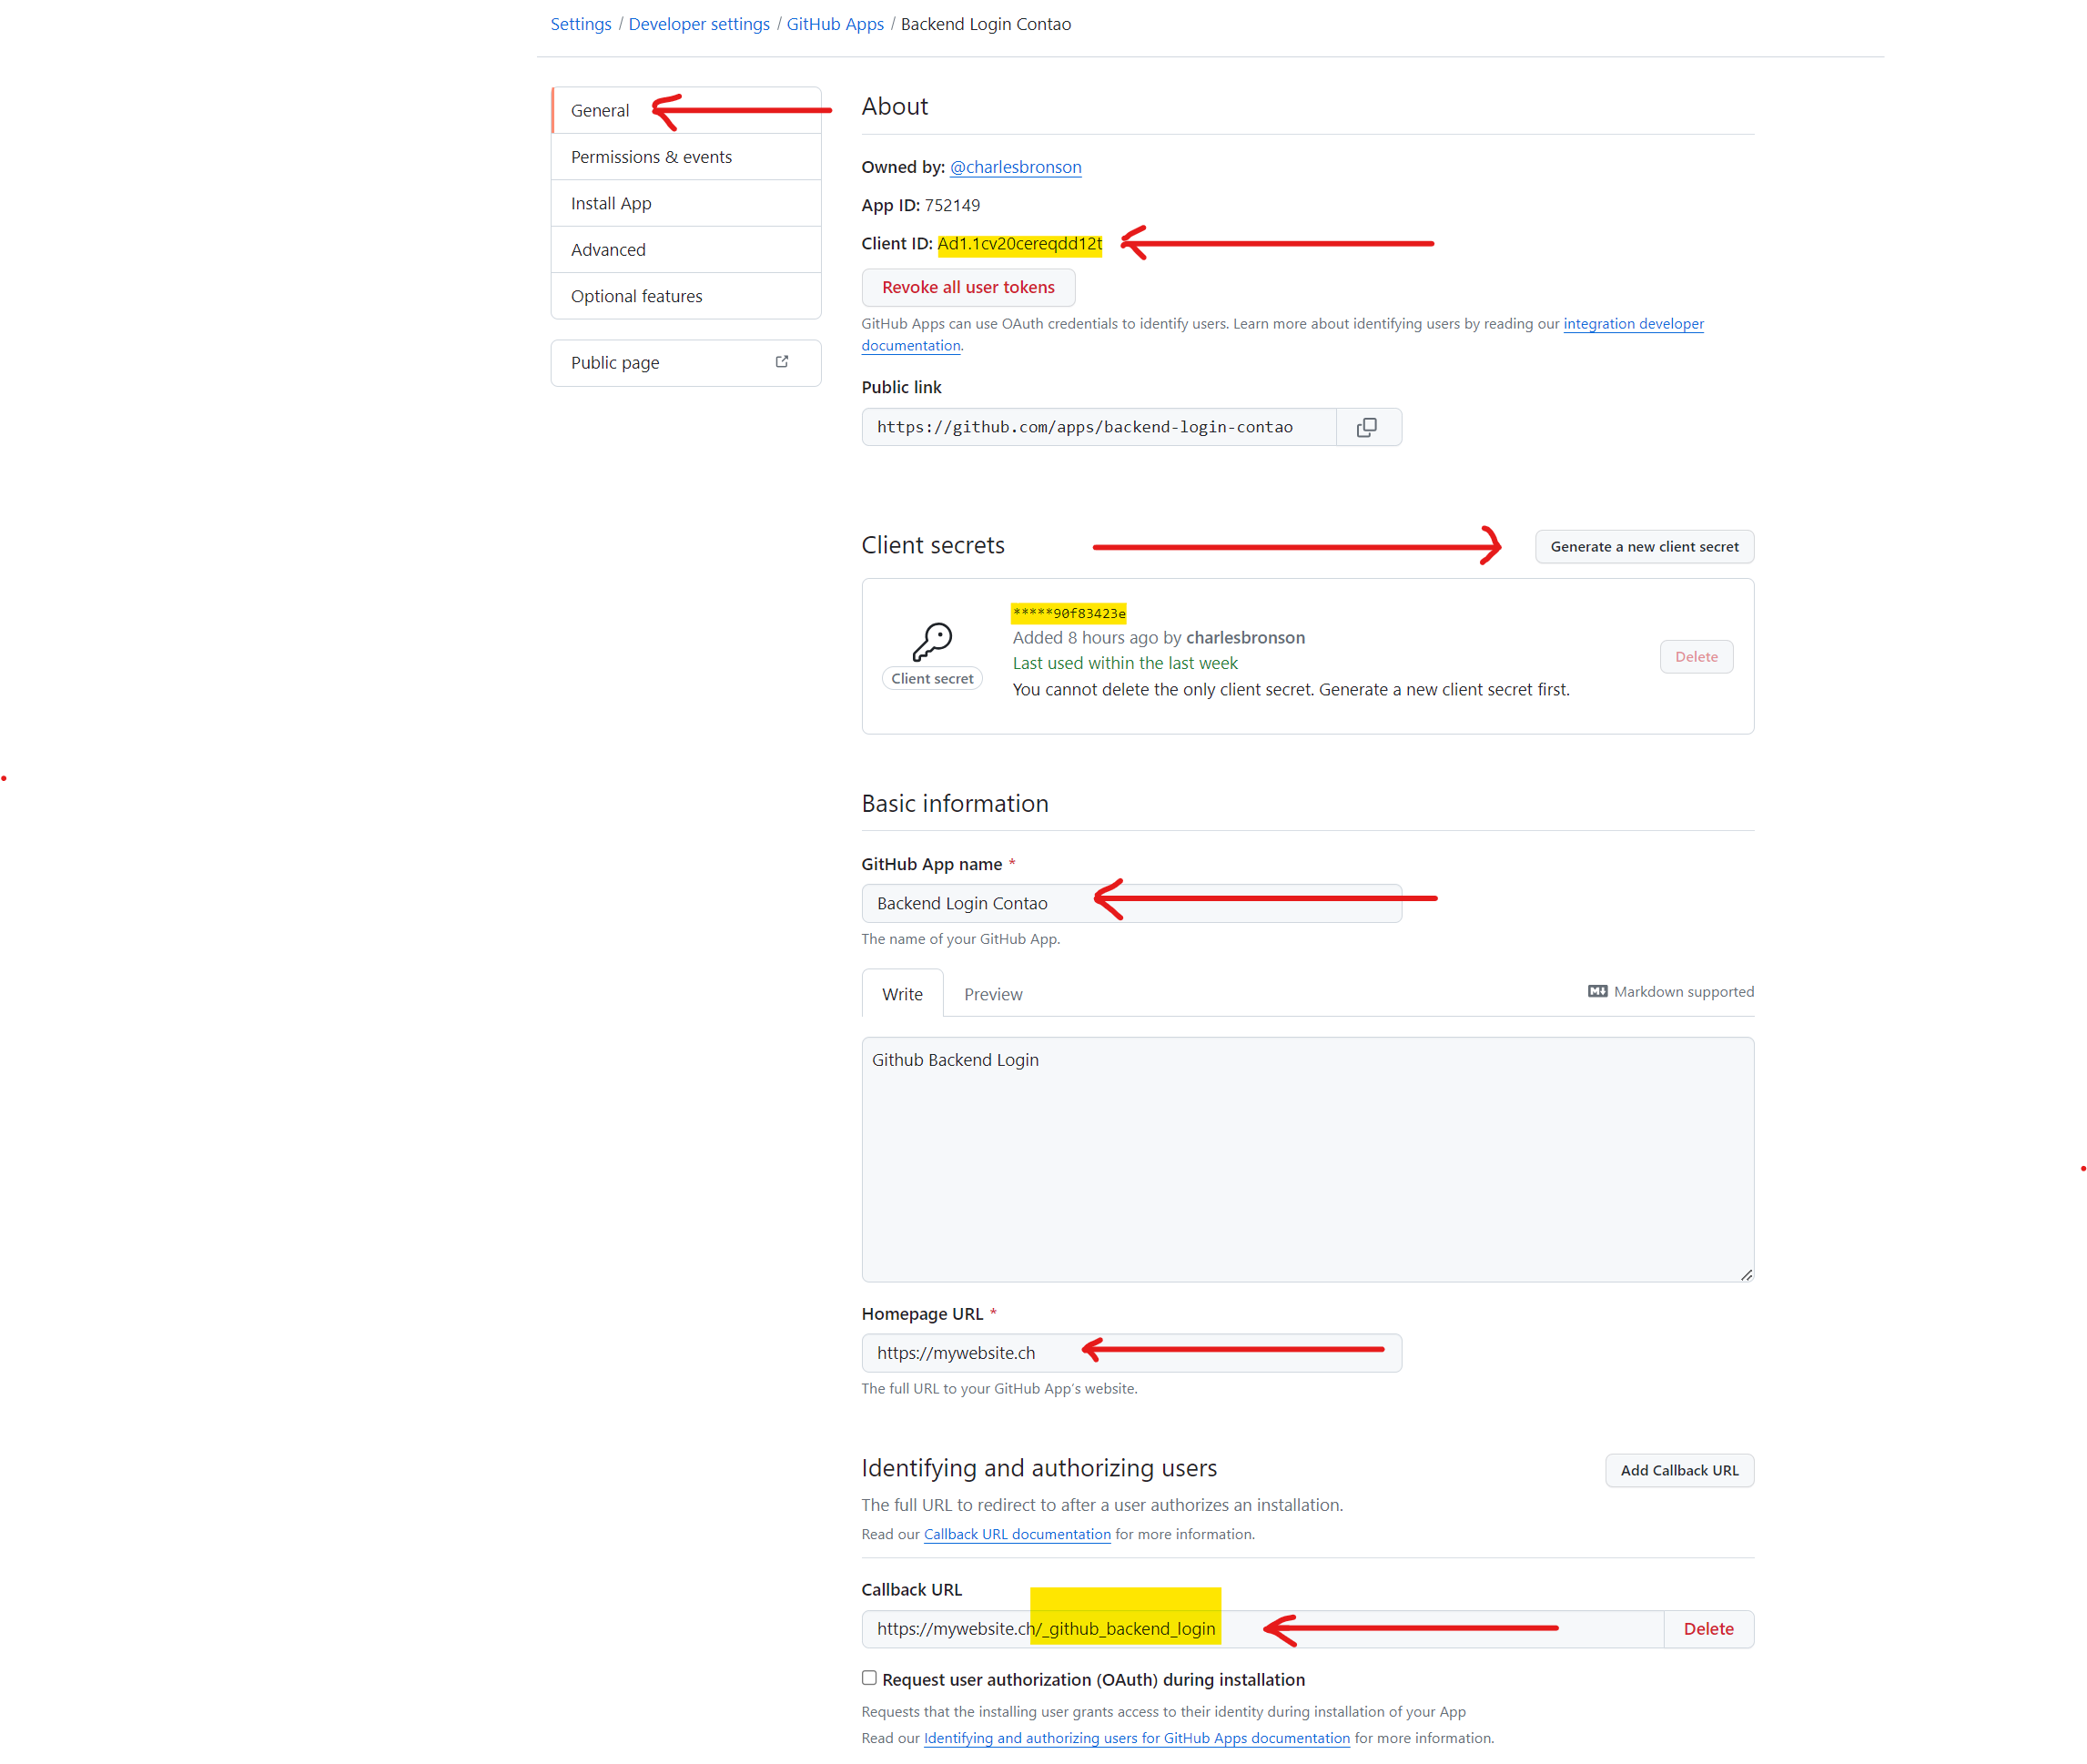 Settings / Developer settings / GitHub Apps / Backend Login Contao
General
Permissions & events
Install App
Advanced
Optional features
Public page
About
Owned by: @charlesbronson
App ID: 752149
Client ID: Ad1.1cv20cereqdd12t
Revoke all user tokens
GitHub Apps can use OAuth credentials to identify users. Learn more about identifying users by reading our integration developer
documentation.
Public link
https://github.com/apps/backend-login-contao
Client secrets
Generate a new client secret
*****90f83423e
Added 8 hours ago by charlesbronson
Last used within the last week
You cannot delete the only client secret. Generate a new client secret first.
Client secret
Delete
Basic information
GitHub App name *
Backend Login Contao
The name of your GitHub App.
Write
Preview
Markdown supported
Github Backend Login
Homepage URL *
https://mywebsite.ch
The full URL to your GitHub App's website.
Identifying and authorizing users
Add Callback URL
The full URL to redirect to after a user authorizes an installation.
Read our Callback URL documentation for more information.
Callback URL
https://mywebsite.ch/_github_backend_login
Delete
Request user authorization (OAuth) during installation
Requests that the installing user grants access to their identity during installation of your App
Read our Identifying and authorizing users for GitHub Apps documentation for more information.